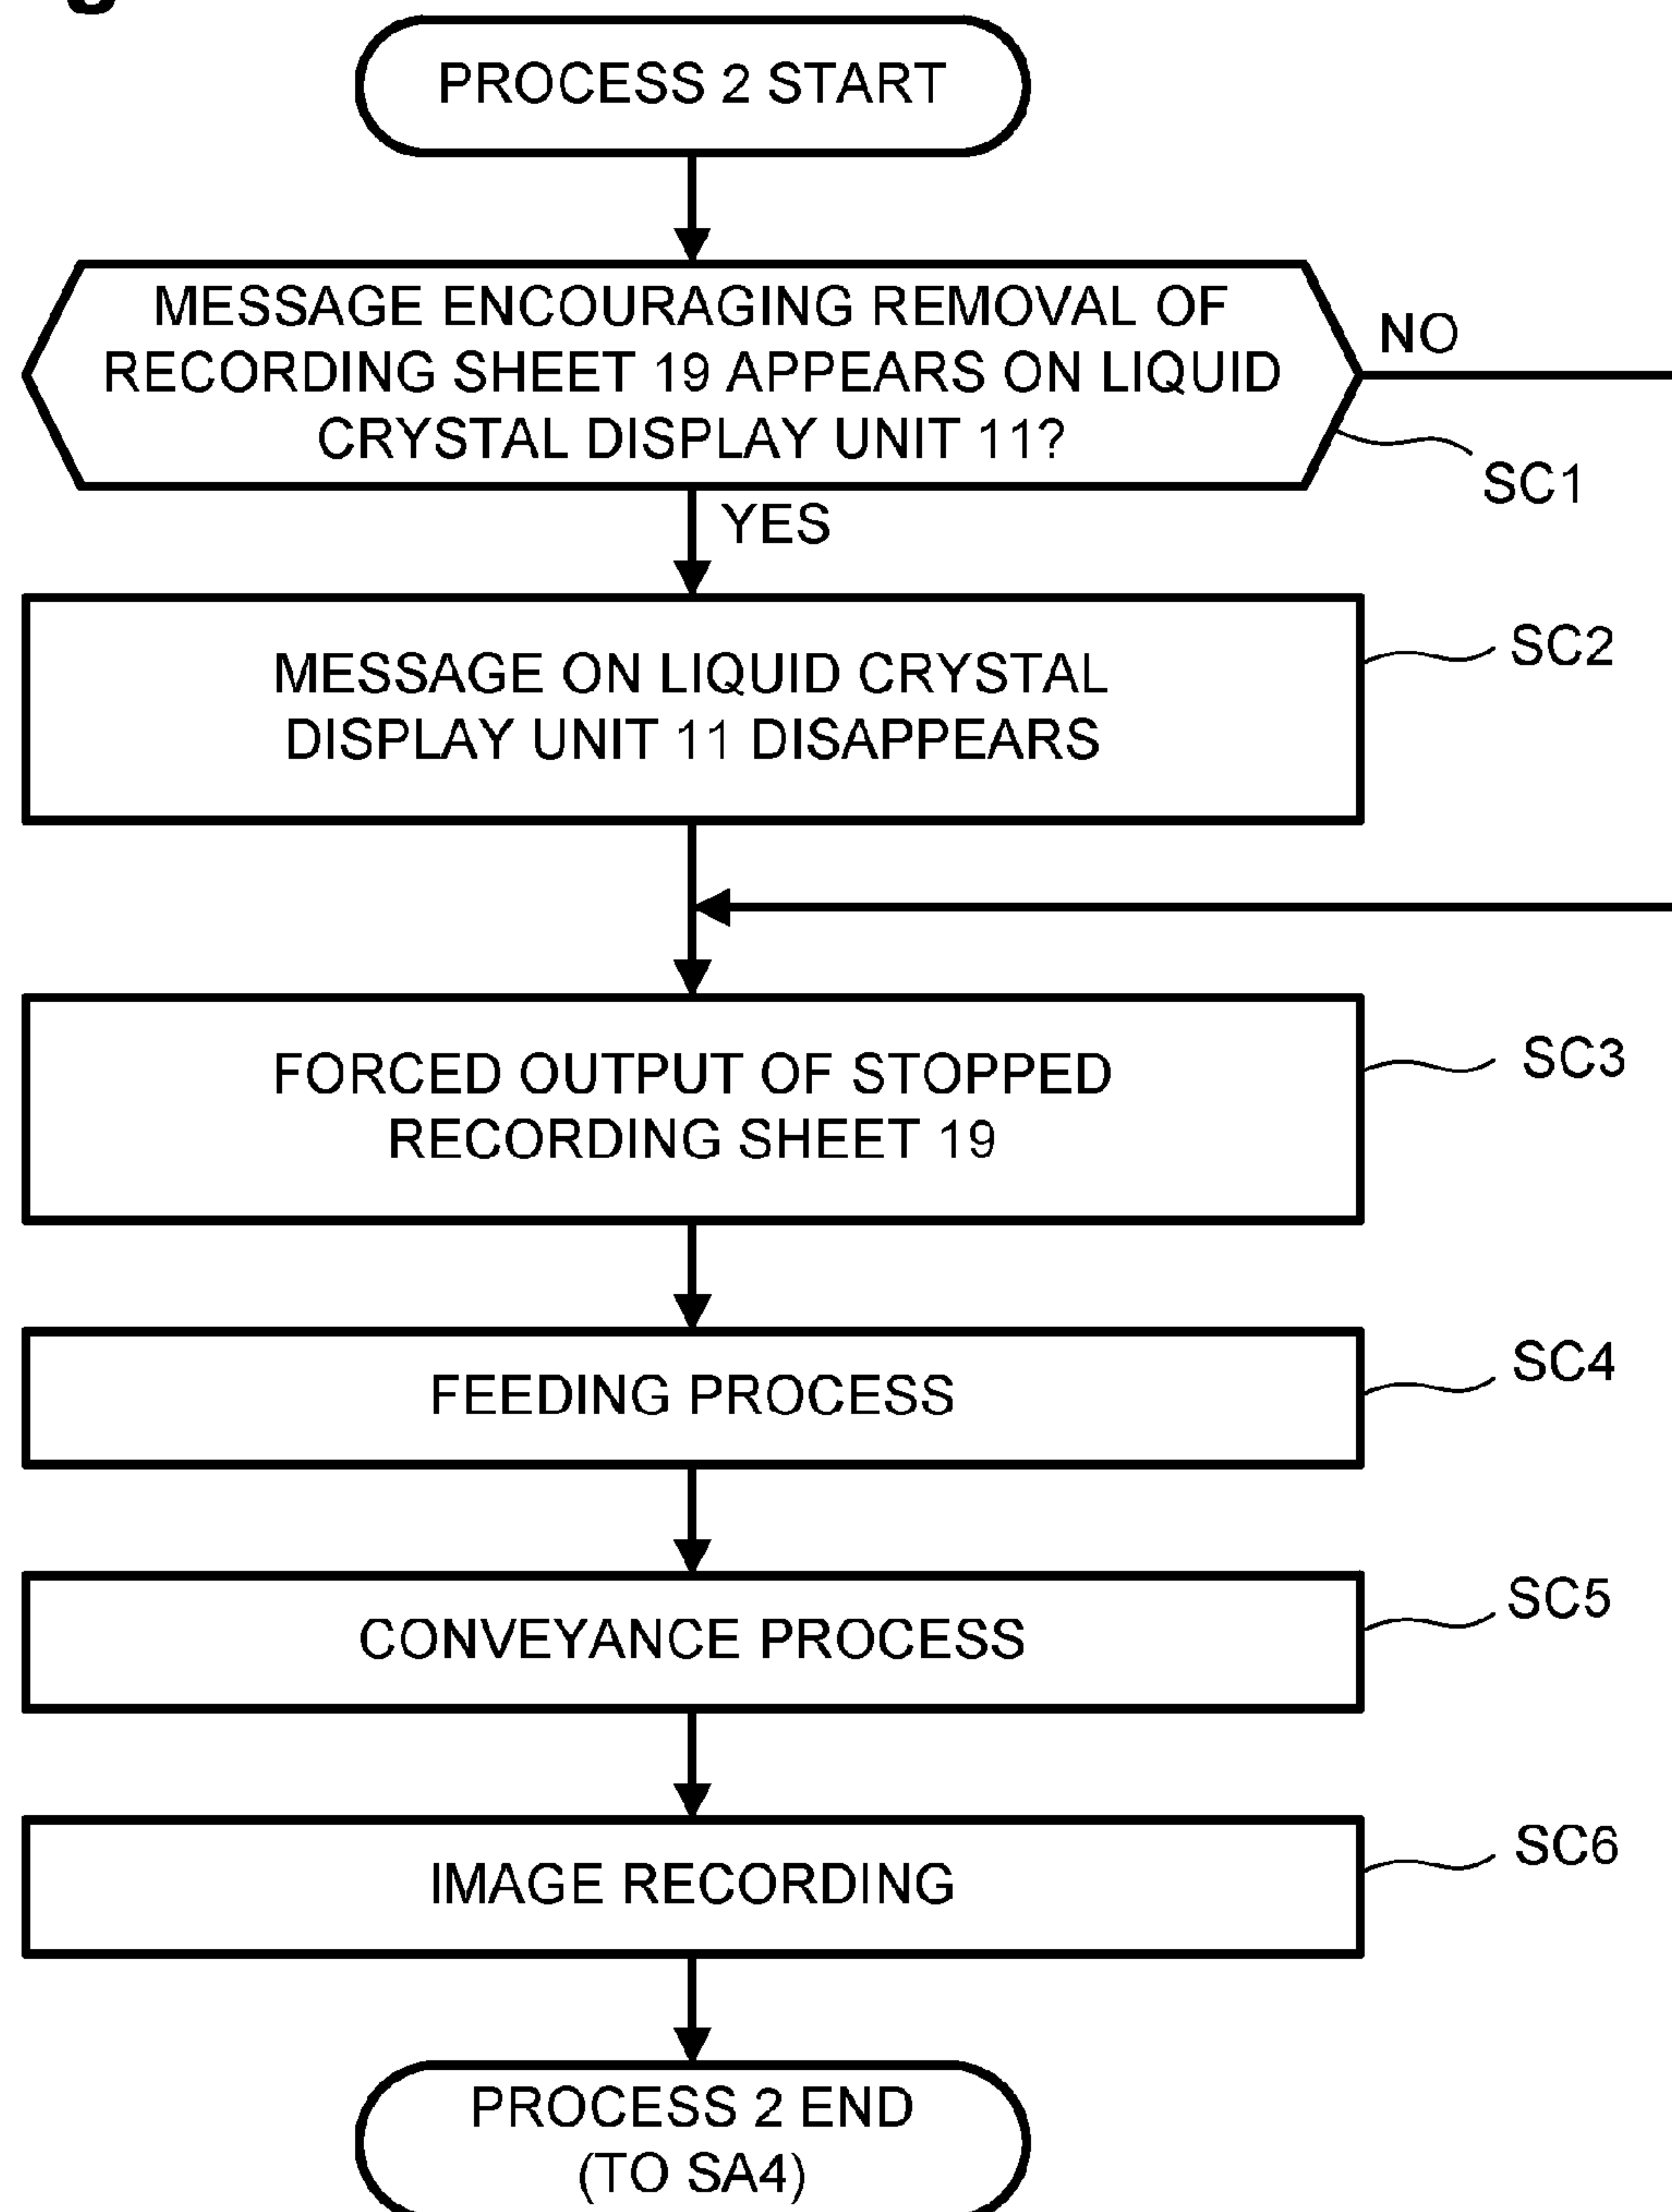 PROCESS 2 START
MESSAGE ENCOURAGING REMOVAL OF
RECORDING SHEET 19 APPEARS ON LIQUID
CRYSTAL DISPLAY UNIT 11?
NO
SC1
YES
SC2
MESSAGE ON LIQUID CRYSTAL
DISPLAY UNIT 11 DISAPPEARS
SC3
FORCED OUTPUT OF STOPPED
RECORDING SHEET 19
SC4
FEEDING PROCESS
SC5
CONVEYANCE PROCESS
SC6
IMAGE RECORDING
PROCESS 2 END
(TO SA4)